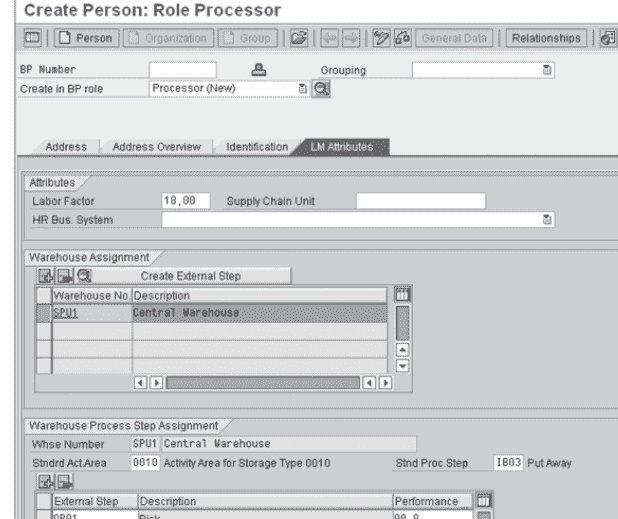 Create Person: Role Processor
Person Organization Group General Data Relationships
BP Number Grouping
Create in BP role Processor (New)
Address Address Overview Identification LM Attributes
Attributes
Labor Factor 18,00 Supply Chain Unit
HR Bus. System
Warehouse Assignment
Create External Step
Warehouse No. Description
SPU1 Central Warehouse
Warehouse Process Step Assignment
Whse Number SPU1 Central Warehouse
Stndrd Act.Area 0010 Activity Area for Storage Type 0010 Stnd Proc.Step IB03 Put Away
External Step Description Performance ...
OB01 Pick 90,0